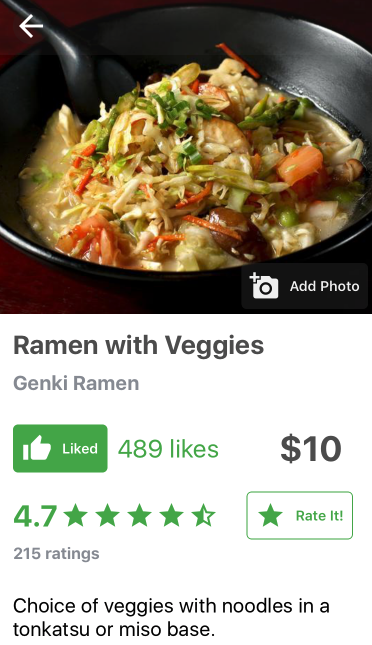 Add Photo
Ramen with Veggies
Genki Ramen
Liked
489 likes
$10
4.7
Rate It!
215 ratings
Choice of veggies with noodles in a
tonkatsu or miso base.